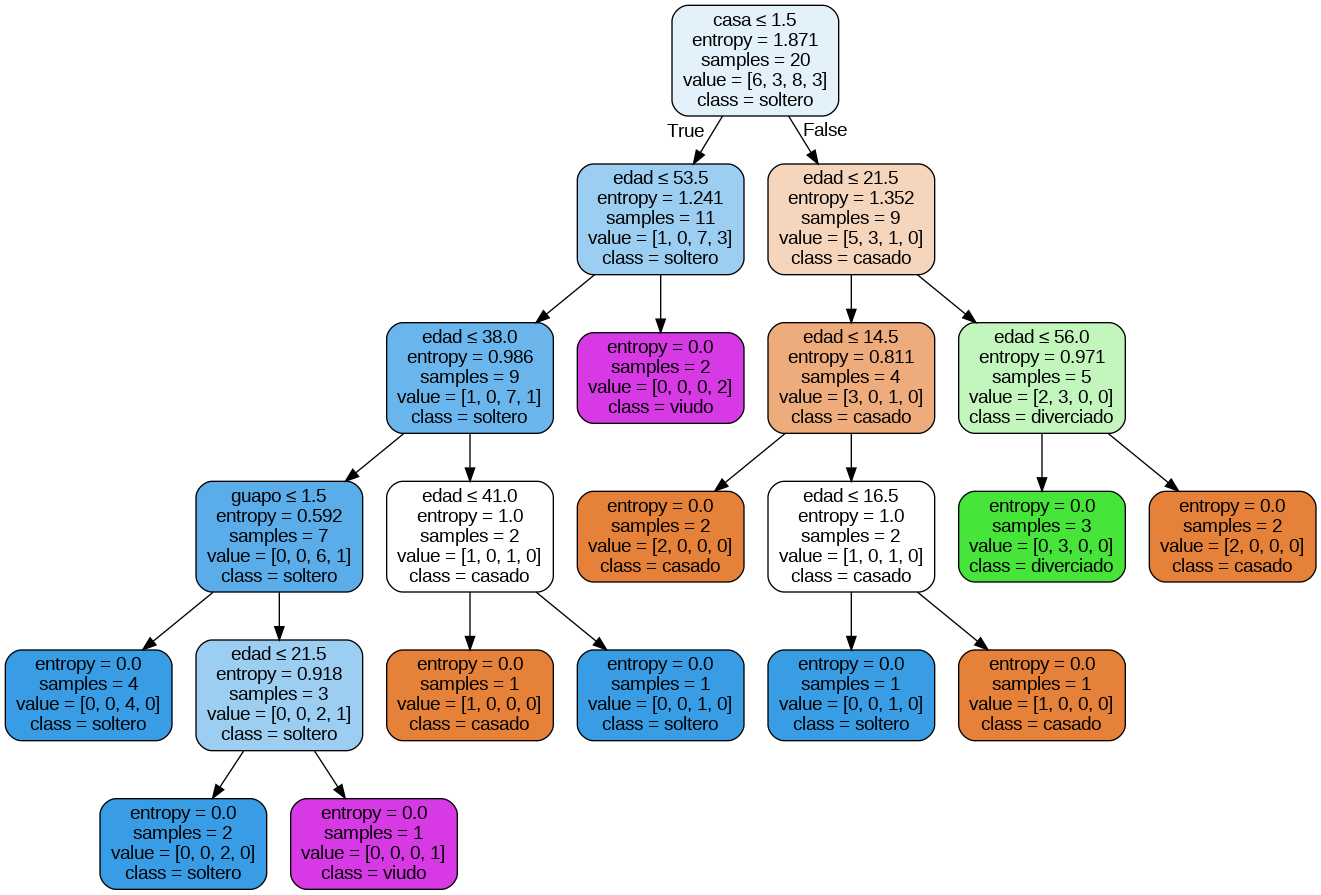 casa ≤ 1.5
entropy = 1.871
samples = 20
value = [6, 3, 8, 3]
class = soltero
True
False
edad ≤ 53.5
entropy = 1.241
samples = 11
value = [1, 0, 7, 3]
class = soltero
edad ≤ 21.5
entropy = 1.352
samples = 9
value = [5, 3, 1, 0]
class = casado
edad ≤ 38.0
entropy = 0.986
samples = 9
value = [1, 0, 7, 1]
class = soltero
entropy = 0.0
samples = 2
value = [0, 0, 0, 2]
class = viudo
edad ≤ 14.5
entropy = 0.811
samples = 4
value = [3, 0, 1, 0]
class = casado
edad ≤ 56.0
entropy = 0.971
samples = 5
value = [2, 3, 0, 0]
class = diverciado
guapo ≤ 1.5
entropy = 0.592
samples = 7
value = [0, 0, 6, 1]
class = soltero
edad ≤ 41.0
entropy = 1.0
samples = 2
value = [1, 0, 1, 0]
class = casado
entropy = 0.0
samples = 2
value = [2, 0, 0, 0]
class = casado
edad ≤ 16.5
entropy = 1.0
samples = 2
value = [1, 0, 1, 0]
class = casado
entropy = 0.0
samples = 3
value = [0, 3, 0, 0]
class = diverciado
entropy = 0.0
samples = 2
value = [2, 0, 0, 0]
class = casado
entropy = 0.0
samples = 4
value = [0, 0, 4, 0]
class = soltero
edad ≤ 21.5
entropy = 0.918
samples = 3
value = [0, 0, 2, 1]
class = soltero
entropy = 0.0
samples = 1
value = [1, 0, 0, 0]
class = casado
entropy = 0.0
samples = 1
value = [0, 0, 1, 0]
class = soltero
entropy = 0.0
samples = 1
value = [0, 0, 1, 0]
class = soltero
entropy = 0.0
samples = 1
value = [1, 0, 0, 0]
class = casado
entropy = 0.0
samples = 2
value = [0, 0, 2, 0]
class = soltero
entropy = 0.0
samples = 1
value = [0, 0, 0, 1]
class = viudo